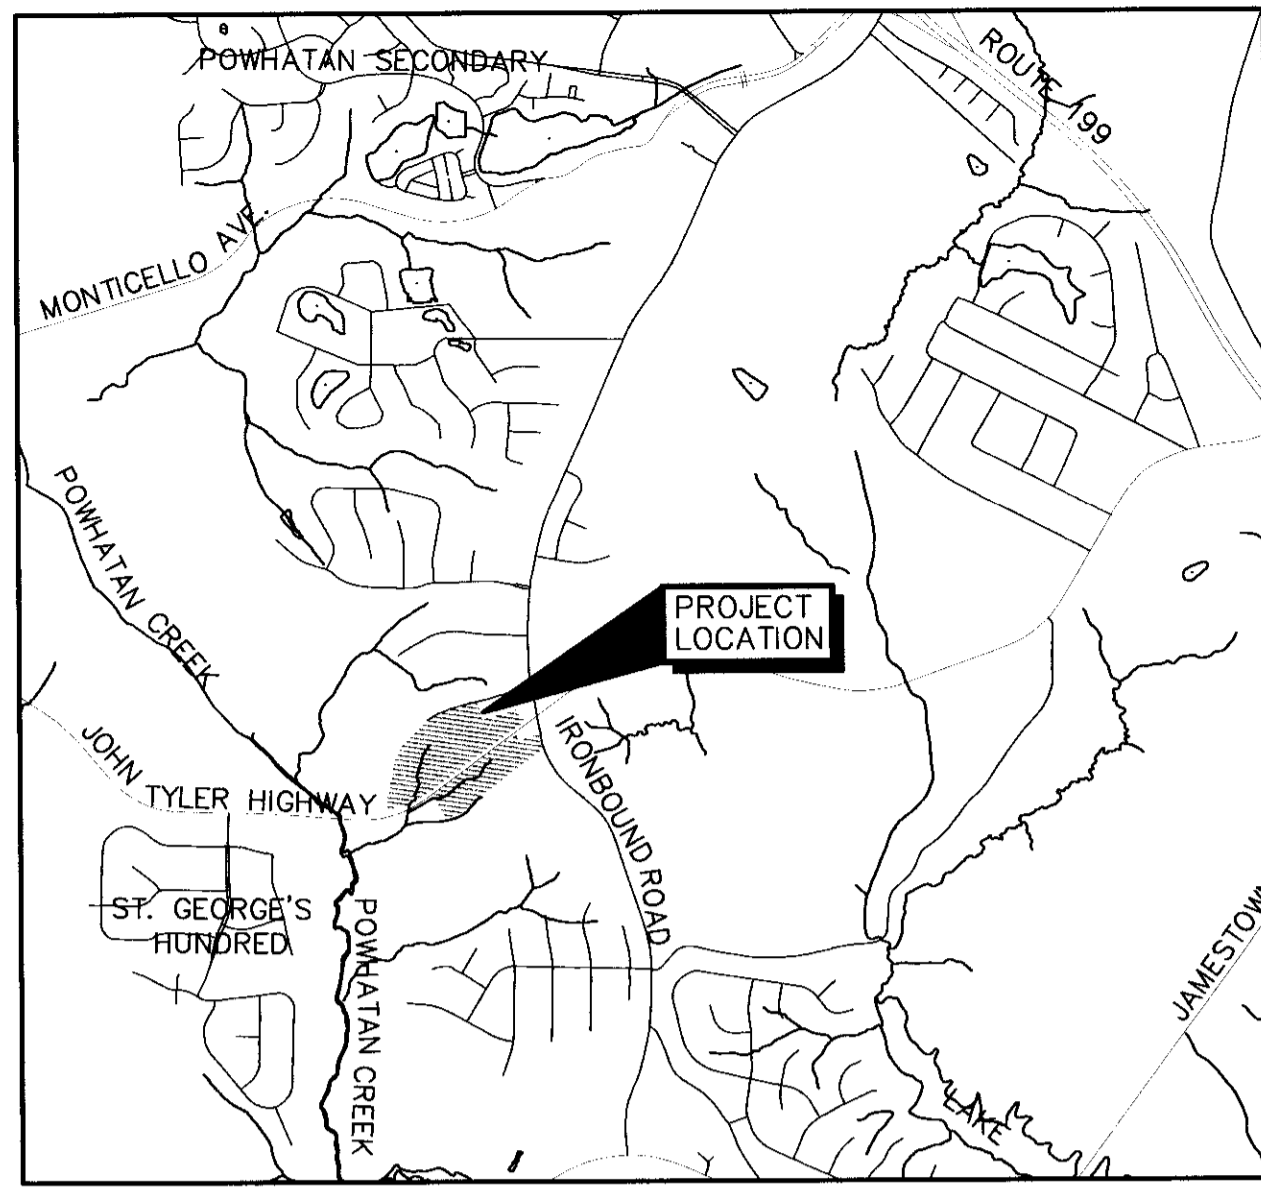 POWHATAN SECONDARY
ROUTE 199
MONTICELLO AVE.
POWHATAN CREEK
PROJECT
LOCATION
JOHN TYLER HIGHWAY
IRONBOUND ROAD
ST. GEORGE'S
HUNDRED
POWHATAN CREEK
JAMESTOW
LAKE